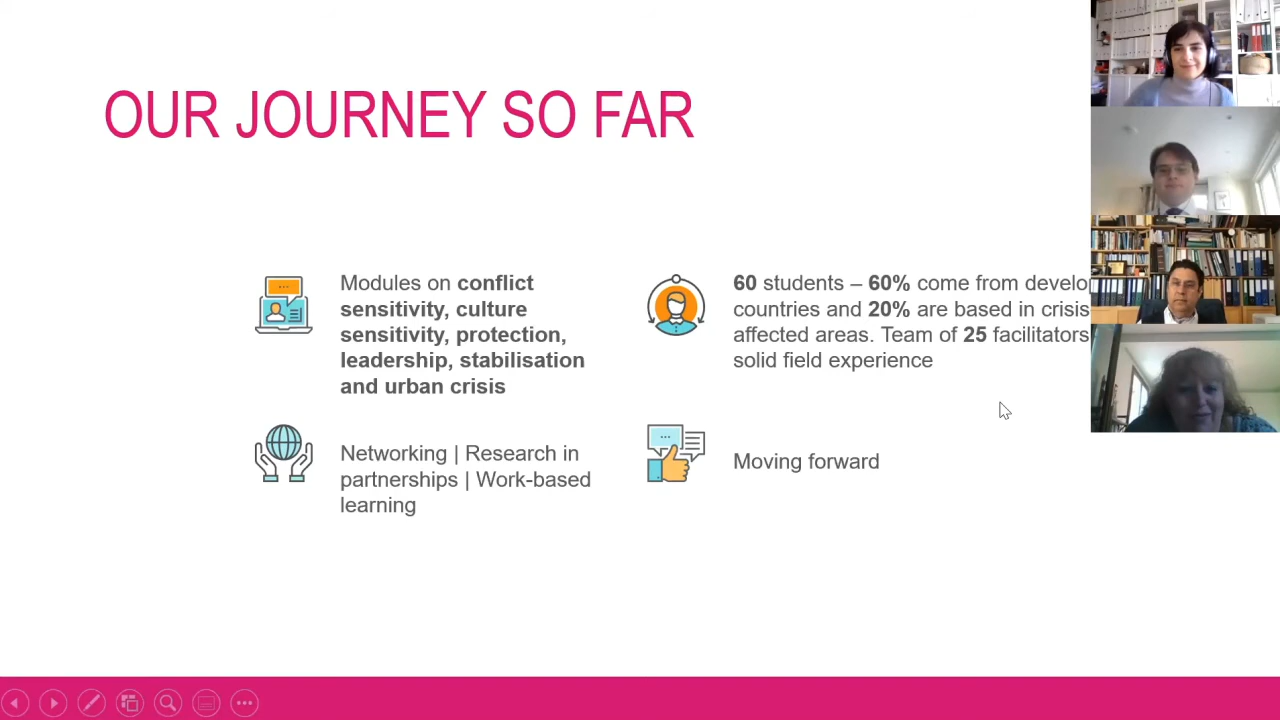 OUR JOURNEY SO FAR
Modules on conflict
sensitivity, culture
sensitivity, protection,
leadership, stabilisation
and urban crisis
60 students – 60% come from develo
countries and 20% are based in crisis
affected areas. Team of 25 facilitators
solid field experience
Networking | Research in
partnerships | Work-based
learning
Moving forward